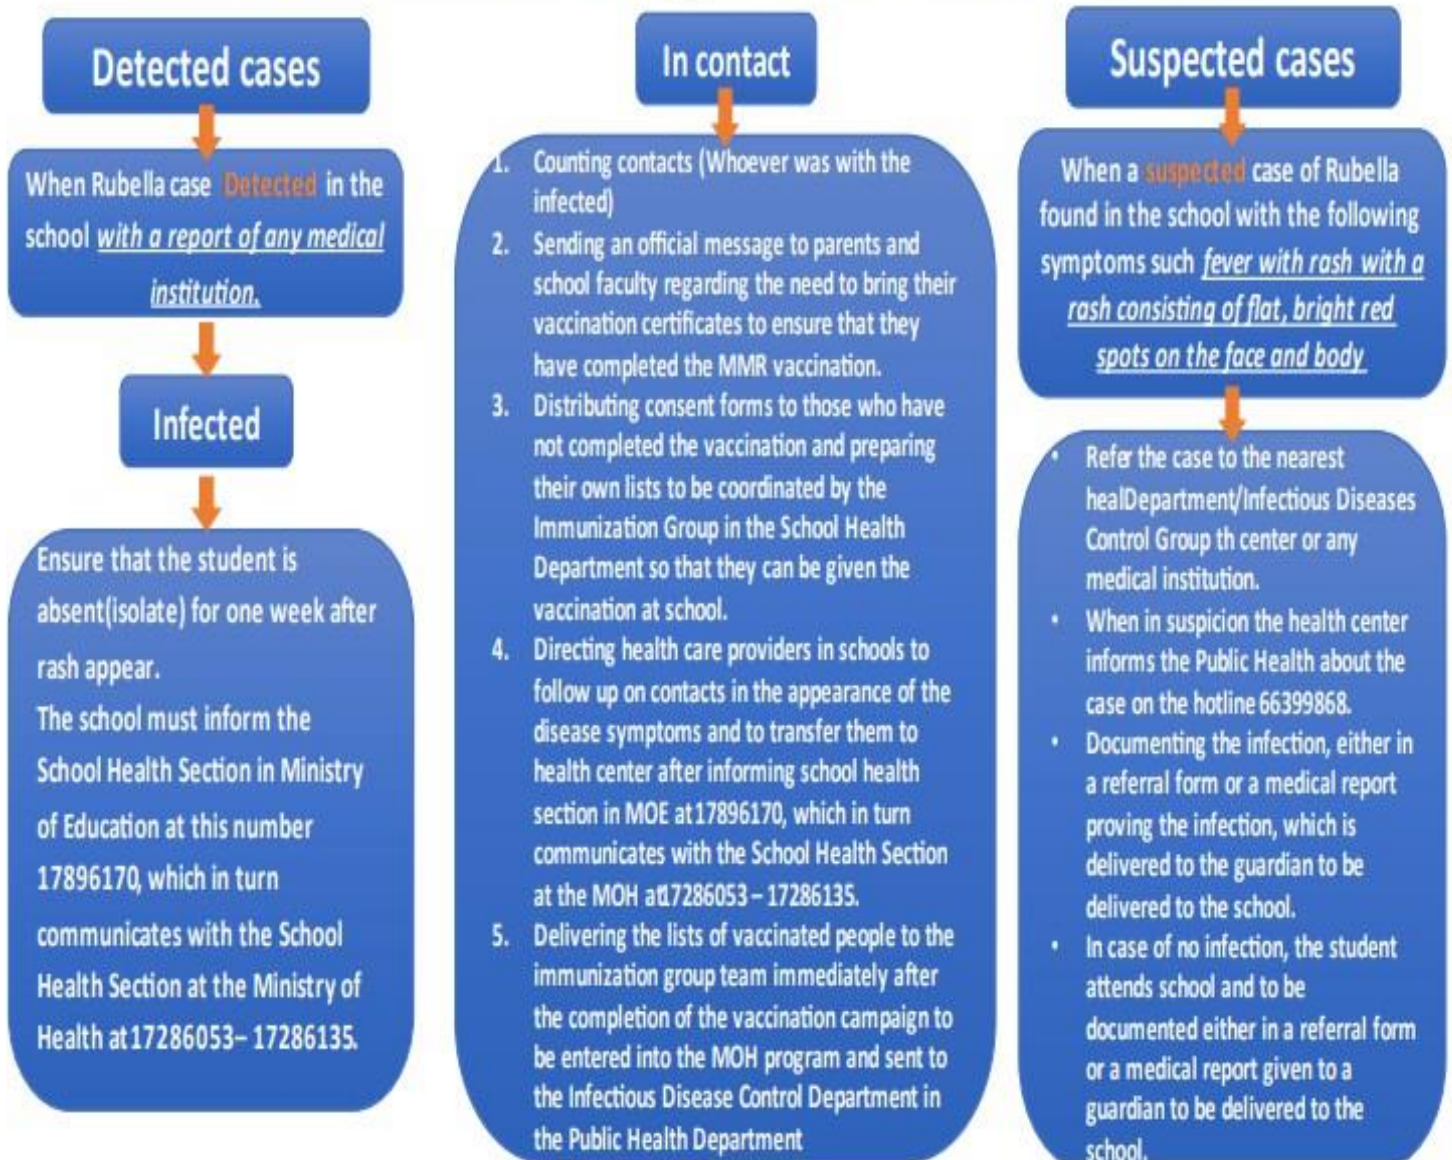 Detected cases
When Rubella case Detected in the
school with a report of any medical
institution.
Infected
Ensure that the student is
absent(isolate) for one week after
rash appear.
The school must inform the
School Health Section in Ministry
of Education at this number
17896170, which in turn
communicates with the School
Health Section at the Ministry of
Health at17286053– 17286135.
In contact
1. Counting contacts (Whoever was with the
infected)
2. Sending an official message to parents and
school faculty regarding the need to bring their
vaccination certificates to ensure that they
have completed the MMR vaccination.
3. Distributing consent forms to those who have
not completed the vaccination and preparing
their own lists to be coordinated by the
Immunization Group in the School Health
Department so that they can be given the
vaccination at school.
4. Directing health care providers in schools to
follow up on contacts in the appearance of the
disease symptoms and to transfer them to
health center after informing school health
section in MOE at17896170, which in turn
communicates with the School Health Section
at the MOH at17286053 – 17286135.
5. Delivering the lists of vaccinated people to the
immunization group team immediately after
the completion of the vaccination campaign to
be entered into the MOH program and sent to
the Infectious Disease Control Department in
the Public Health Department
Suspected cases
When a suspected case of Rubella
found in the school with the following
symptoms such fever with rash with a
rash consisting of flat, bright red
spots on the face and body
• Refer the case to the nearest
healDepartment/Infectious Diseases
Control Group th center or any
medical institution.
• When in suspicion the health center
informs the Public Health about the
case on the hotline 66399868.
• Documenting the infection, either in
a referral form or a medical report
proving the infection, which is
delivered to the guardian to be
delivered to the school.
• In case of no infection, the student
attends school and to be
documented either in a referral form
or a medical report given to a
guardian to be delivered to the
school.